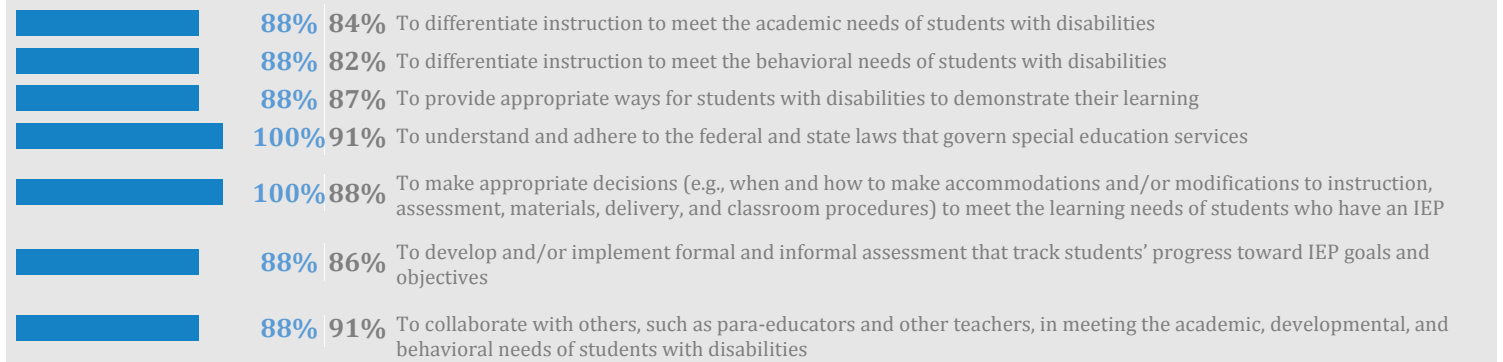 88% 84% To differentiate instruction to meet the academic needs of students with disabilities
88% 82% To differentiate instruction to meet the behavioral needs of students with disabilities
88% 87% To provide appropriate ways for students with disabilities to demonstrate their learning
100% 91% To understand and adhere to the federal and state laws that govern special education services
100% 88% To make appropriate decisions (e.g., when and how to make accommodations and/or modifications to instruction,
assessment, materials, delivery, and classroom procedures) to meet the learning needs of students who have an IEP
88% 86% To develop and/or implement formal and informal assessment that track students’ progress toward IEP goals and
objectives
88% 91% To collaborate with others, such as para-educators and other teachers, in meeting the academic, developmental, and
behavioral needs of students with disabilities